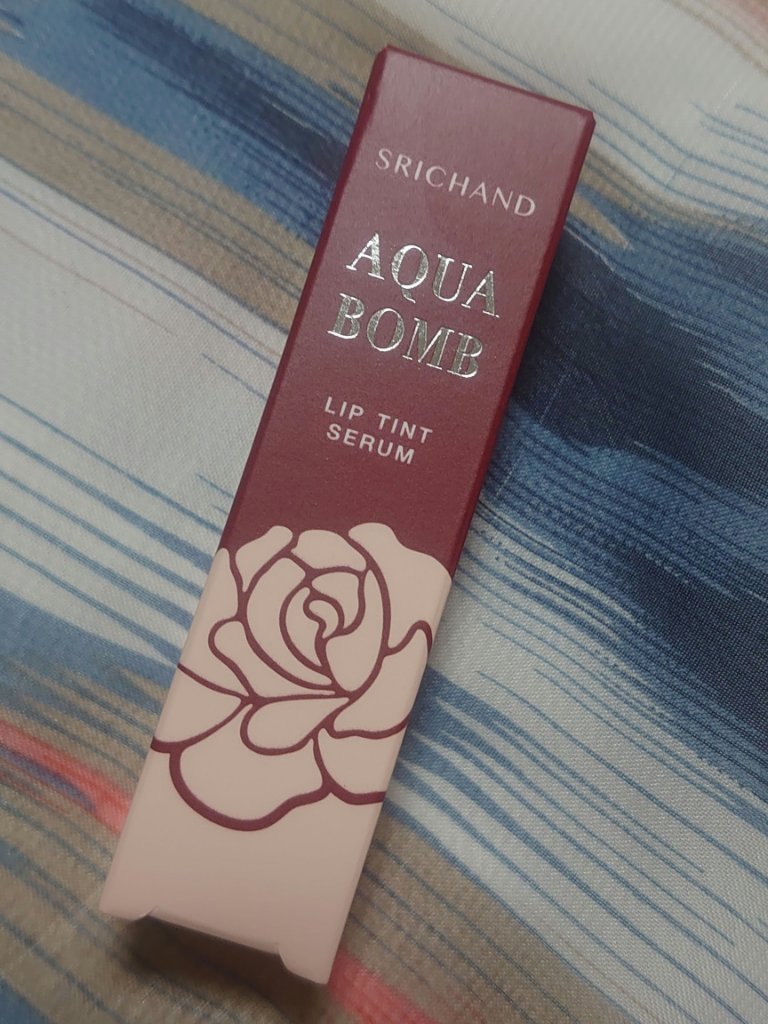 SRICHAND
AQUA
BOMB
LIP TINT
SERUM